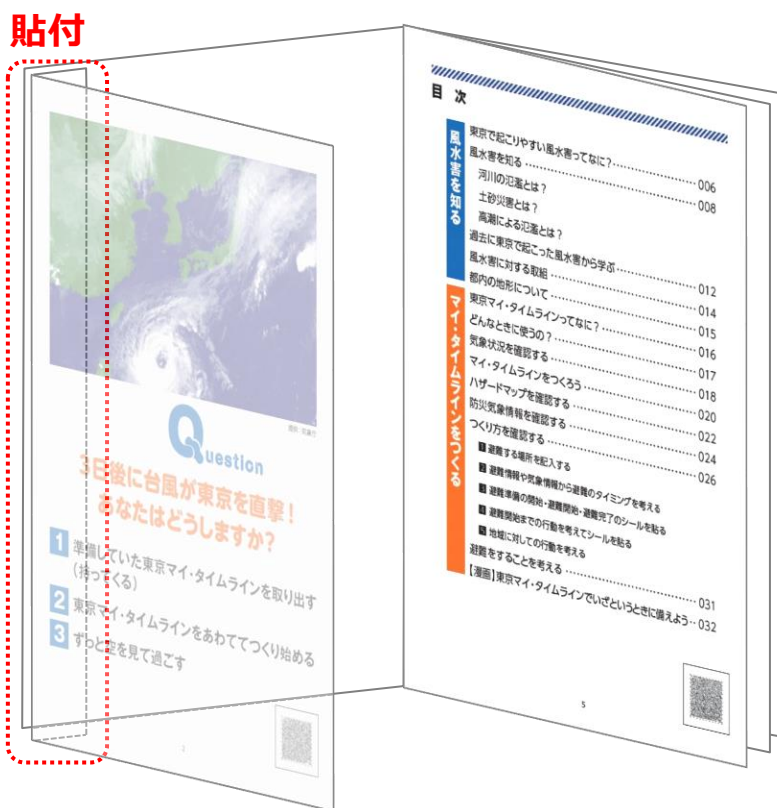 貼付
Question
3日後に台風が東京を直撃!
あなたはどうしますか?
1 準備していた東京マイ・タイムラインを取り出す
(持ってくる)
2 東京マイ・タイムラインをあわててつくり始める
3 ずっと空を見て過ごす
目 次
風水害を知る
東京で起こりやすい風水害ってなに?……………006
風水害を知る……………008
河川の氾濫とは?
土砂災害とは?
高潮による氾濫とは?
過去に東京で起こった風水害から学ぶ……………012
風水害に対する取組……………014
都内の地形について……………015
マイ・タイムラインをつくる
東京マイ・タイムラインってなに?……………016
どんなときに使うの?……………017
気象状況を確認する……………018
マイ・タイムラインをつくろう……………020
ハザードマップを確認する……………022
防災気象情報を確認する……………024
つくり方を確認する……………026
1 避難する場所を記入する
2 避難情報や気象情報から避難のタイミングを考える
3 避難準備の開始・避難開始・避難完了のシールを貼る
4 避難開始までの行動を考えてシールを貼る
5 地域に対しての行動を考える
避難をすることを考える……………031
【漫画】東京マイ・タイムラインでいざというときに備えよう‥032
5